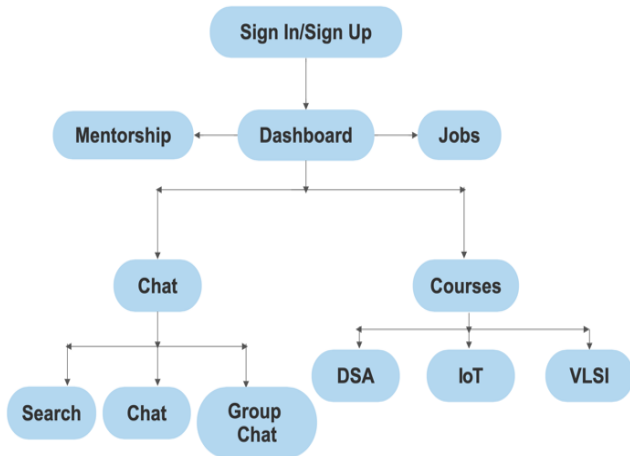 Sign In/Sign Up
Mentorship
Dashboard
Jobs
Chat
Courses
DSA
IoT
VLSI
Search
Chat
Group
Chat